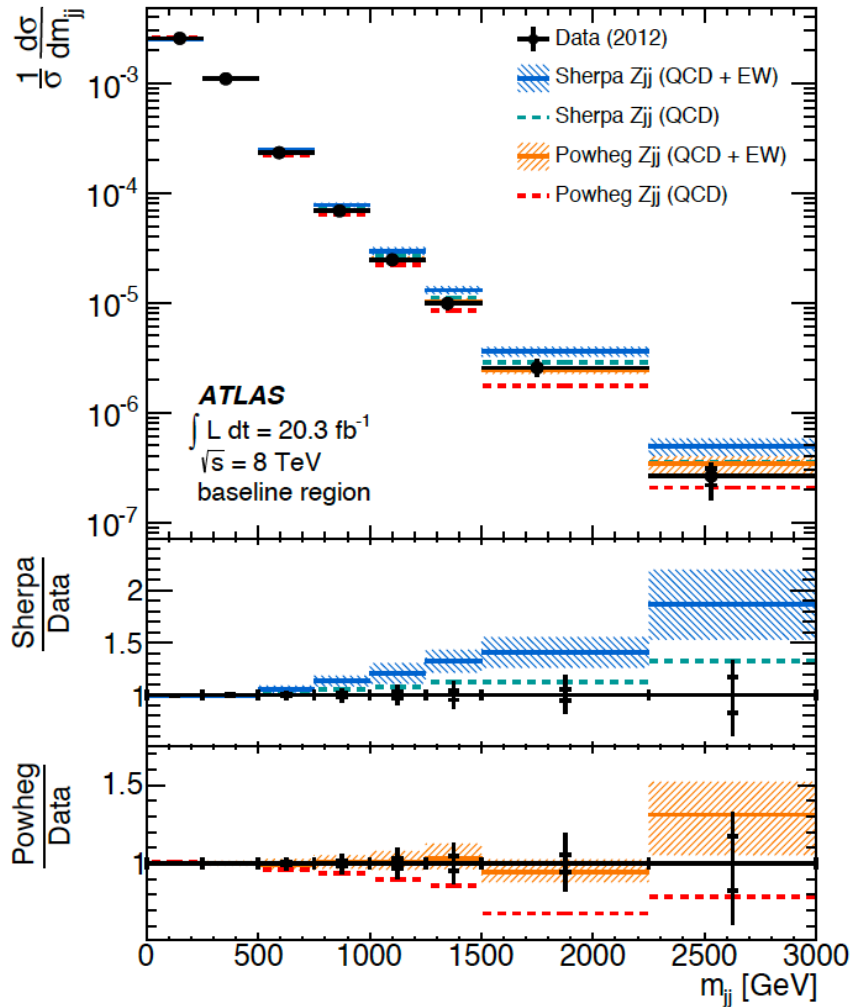 1/σ dσ/dm_jj
10^-3
10^-4
10^-5
10^-6
10^-7
Data (2012)
Sherpa Zjj (QCD + EW)
Sherpa Zjj (QCD)
Powheg Zjj (QCD + EW)
Powheg Zjj (QCD)
ATLAS
∫ L dt = 20.3 fb^-1
√s = 8 TeV
baseline region
Sherpa
Data
2
1.5
1
Powheg
Data
1.5
1
0 500 1000 1500 2000 2500 3000
m_jj [GeV]